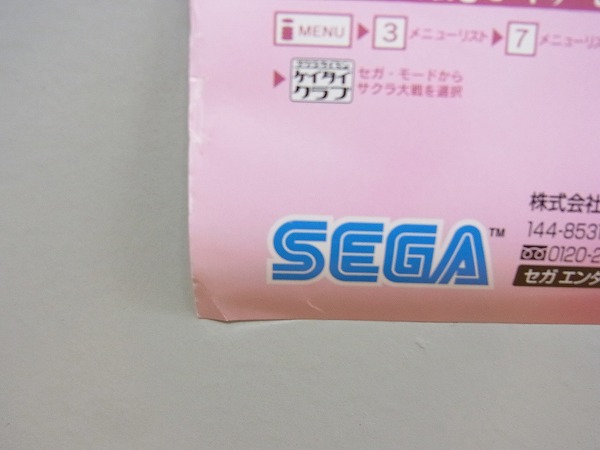 i MENU ▶ 3 メニューリスト ▶ 7 メニューリス
▶ ケイタイクラブ セガ・モードから
サクラ大戦を選択
株式会社
144-8531
SEGA™
0120-2
セガ エンタ